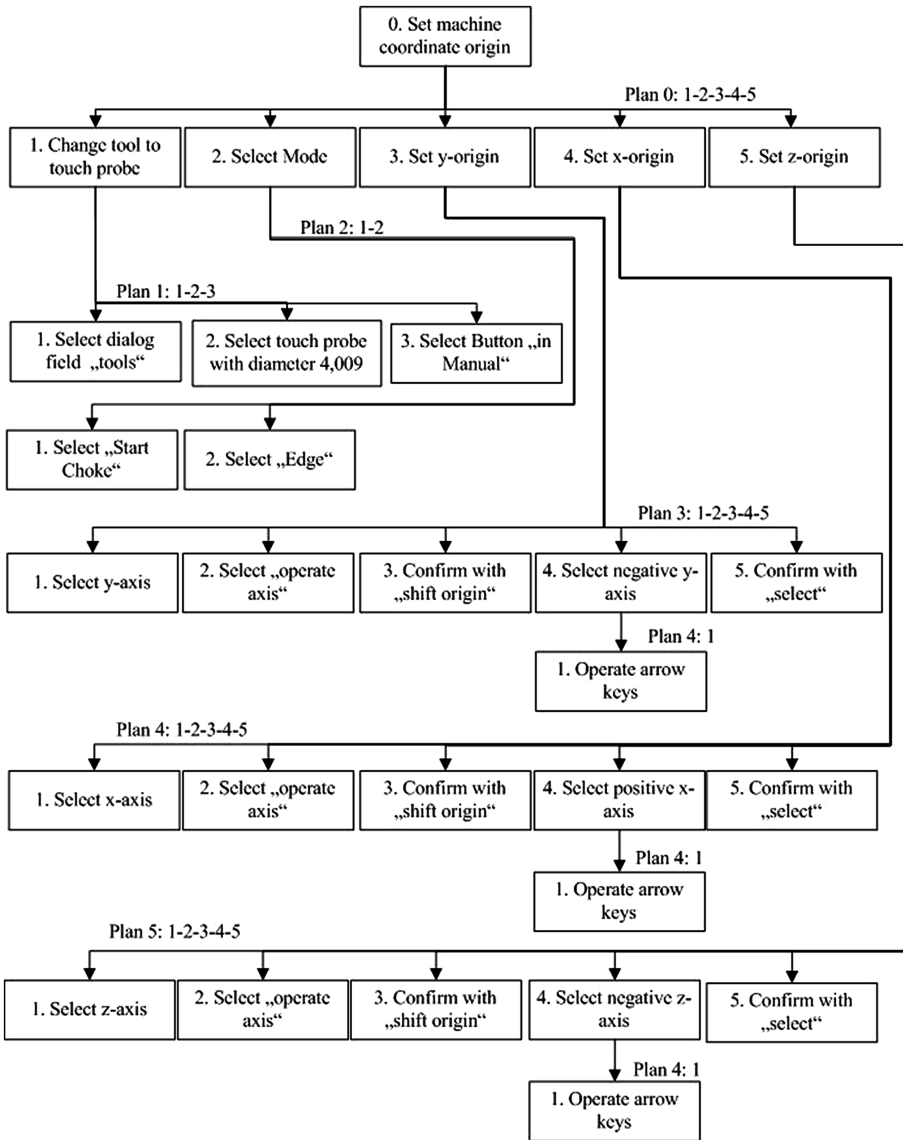 0. Set machine
coordinate origin
Plan 0: 1-2-3-4-5
1. Change tool to
touch probe
2. Select Mode
3. Set y-origin
4. Set x-origin
5. Set z-origin
Plan 2: 1-2
Plan 1: 1-2-3
1. Select dialog
field „tools“
2. Select touch probe
with diameter 4,009
3. Select Button „in
Manual“
1. Select „Start
Choke“
2. Select „Edge“
Plan 3: 1-2-3-4-5
1. Select y-axis
2. Select „operate
axis“
3. Confirm with
„shift origin“
4. Select negative y-
axis
5. Confirm with
„select“
Plan 4: 1
1. Operate arrow
keys
Plan 4: 1-2-3-4-5
1. Select x-axis
2. Select „operate
axis“
3. Confirm with
„shift origin“
4. Select positive x-
axis
5. Confirm with
„select“
Plan 4: 1
1. Operate arrow
keys
Plan 5: 1-2-3-4-5
1. Select z-axis
2. Select „operate
axis“
3. Confirm with
„shift origin“
4. Select negative z-
axis
5. Confirm with
„select“
Plan 4: 1
1. Operate arrow
keys